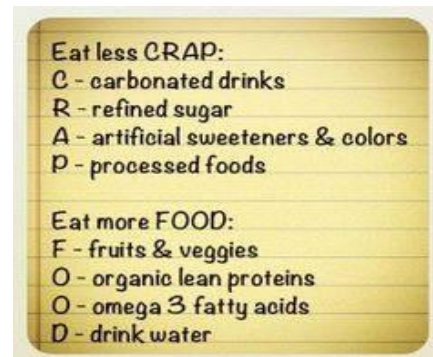 Eat less CRAP:
C - carbonated drinks
R - refined sugar
A - artificial sweeteners & colors
P - processed foods
Eat more FOOD:
F - fruits & veggies
O - organic lean proteins
O - omega 3 fatty acids
D - drink water